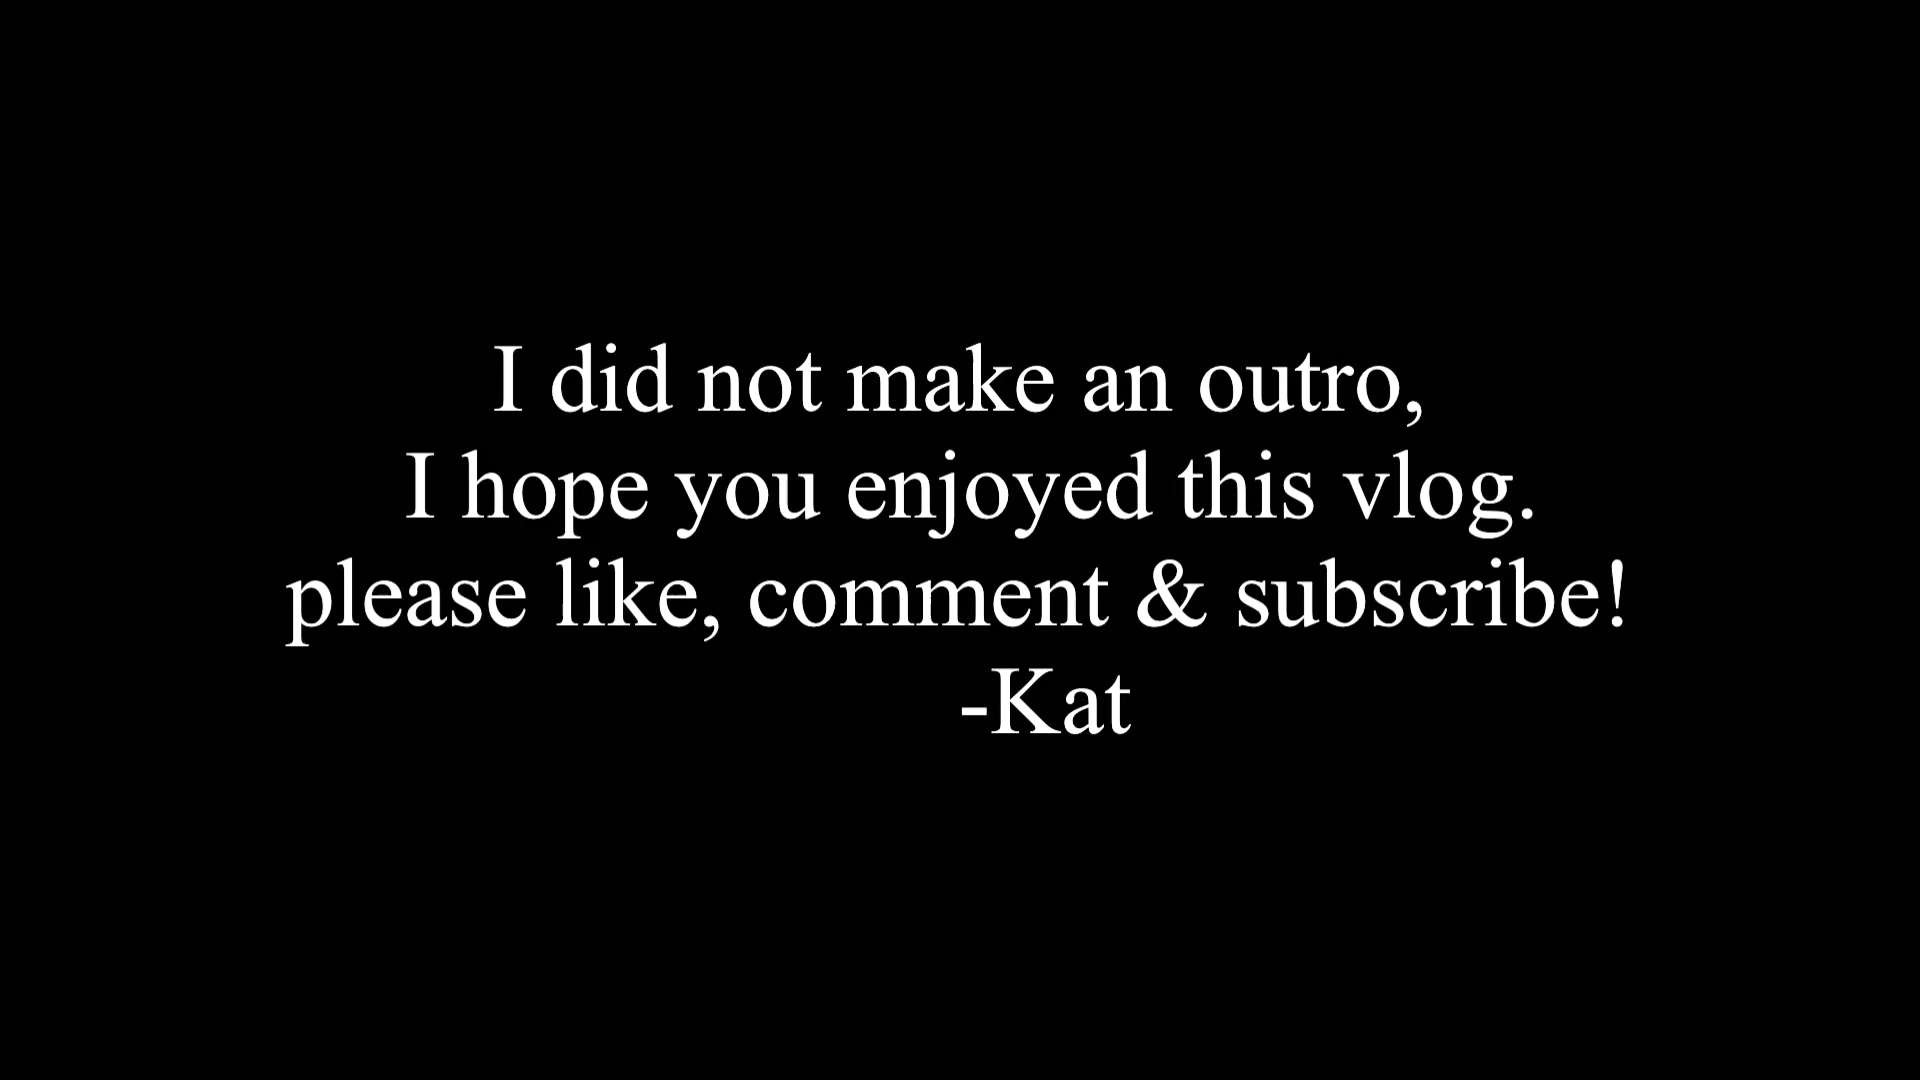 I did not make an outro,
I hope you enjoyed this vlog.
please like, comment & subscribe!
-Kat